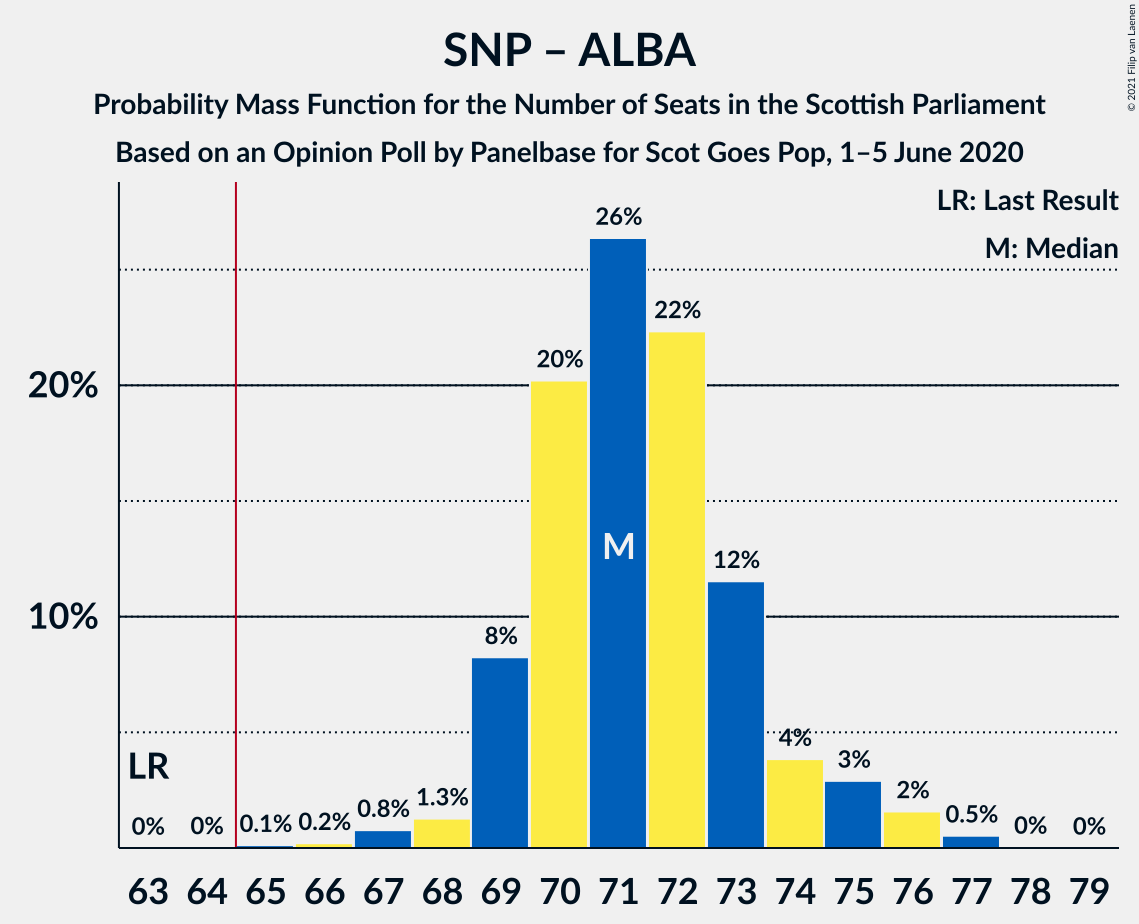 SNP – ALBA
Probability Mass Function for the Number of Seats in the Scottish Parliament
Based on an Opinion Poll by Panelbase for Scot Goes Pop, 1–5 June 2020
© 2021 Filip van Laenen
LR: Last Result
M: Median
20%
10%
LR
M
0% 0% 0.1% 0.2% 0.8% 1.3% 8% 20% 26% 22% 12% 4% 3% 2% 0.5% 0% 0%
63 64 65 66 67 68 69 70 71 72 73 74 75 76 77 78 79